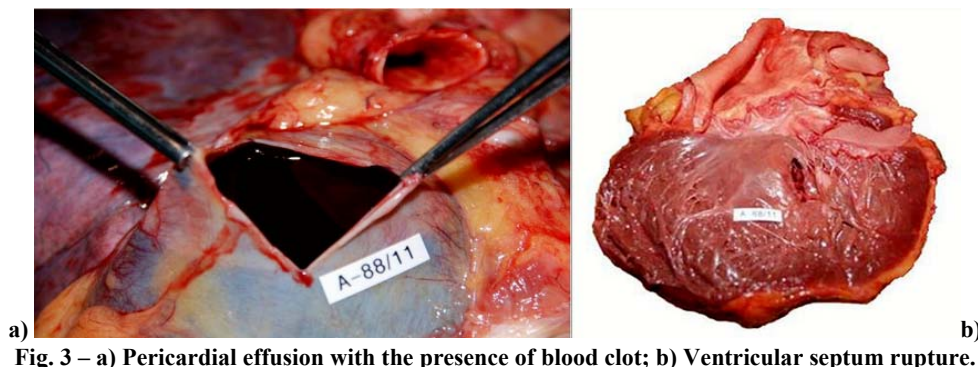 A-88/11
A-88/11
a)
b)
Fig. 3 – a) Pericardial effusion with the presence of blood clot; b) Ventricular septum rupture.